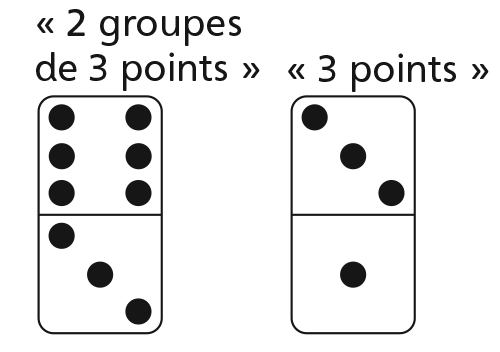 « 2 groupes
de 3 points »
« 3 points »